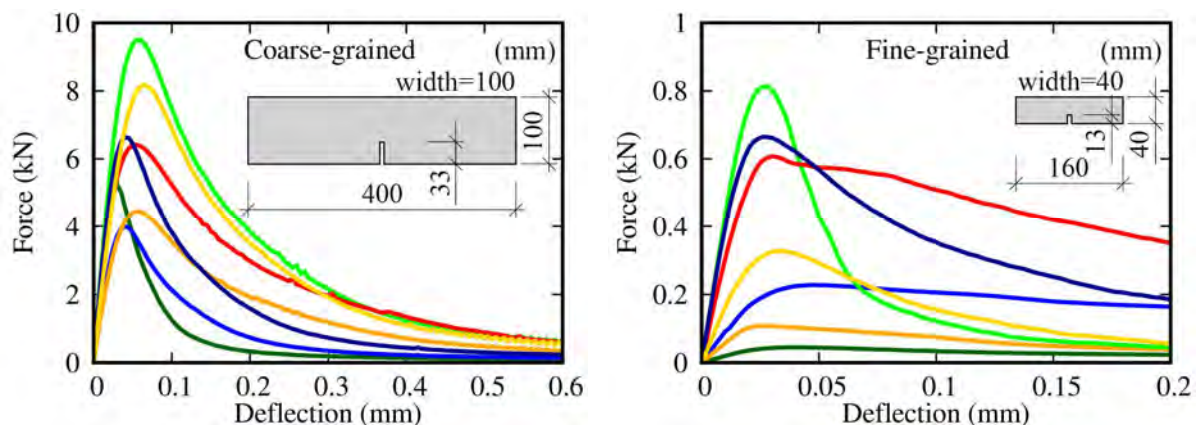 10
8
6
4
2
0
Force (kN)
Coarse-grained (mm)
width=100
100
33
400
0 0.1 0.2 0.3 0.4 0.5 0.6
Deflection (mm)
1
0.8
0.6
0.4
0.2
0
Force (kN)
Fine-grained (mm)
width=40
13
40
160
0 0.05 0.1 0.15 0.2
Deflection (mm)